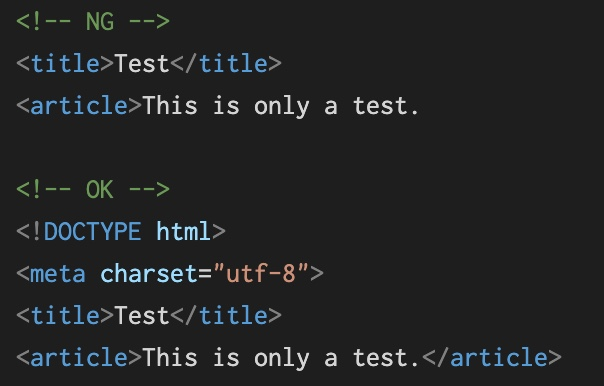 <!-- NG -->
<title>Test</title>
<article>This is only a test.

<!-- OK -->
<!DOCTYPE html>
<meta charset="utf-8">
<title>Test</title>
<article>This is only a test.</article>